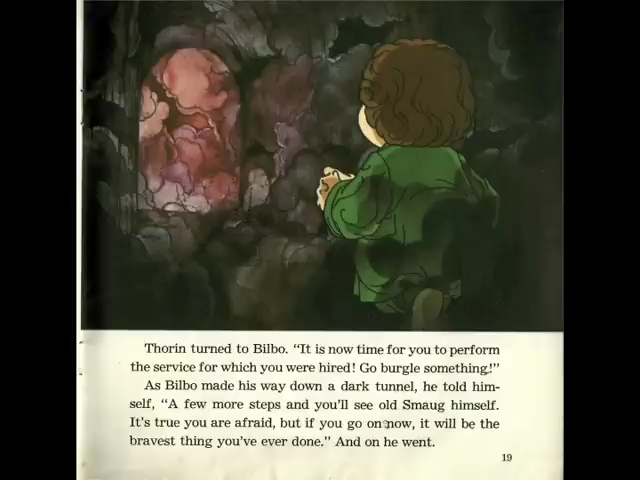 Thorin turned to Bilbo. "It is now time for you to perform
the service for which you were hired! Go burgle something!"
As Bilbo made his way down a dark tunnel, he told him-
self, "A few more steps and you'll see old Smaug himself.
It's true you are afraid, but if you go on now, it will be the
bravest thing you've ever done." And on he went.
19